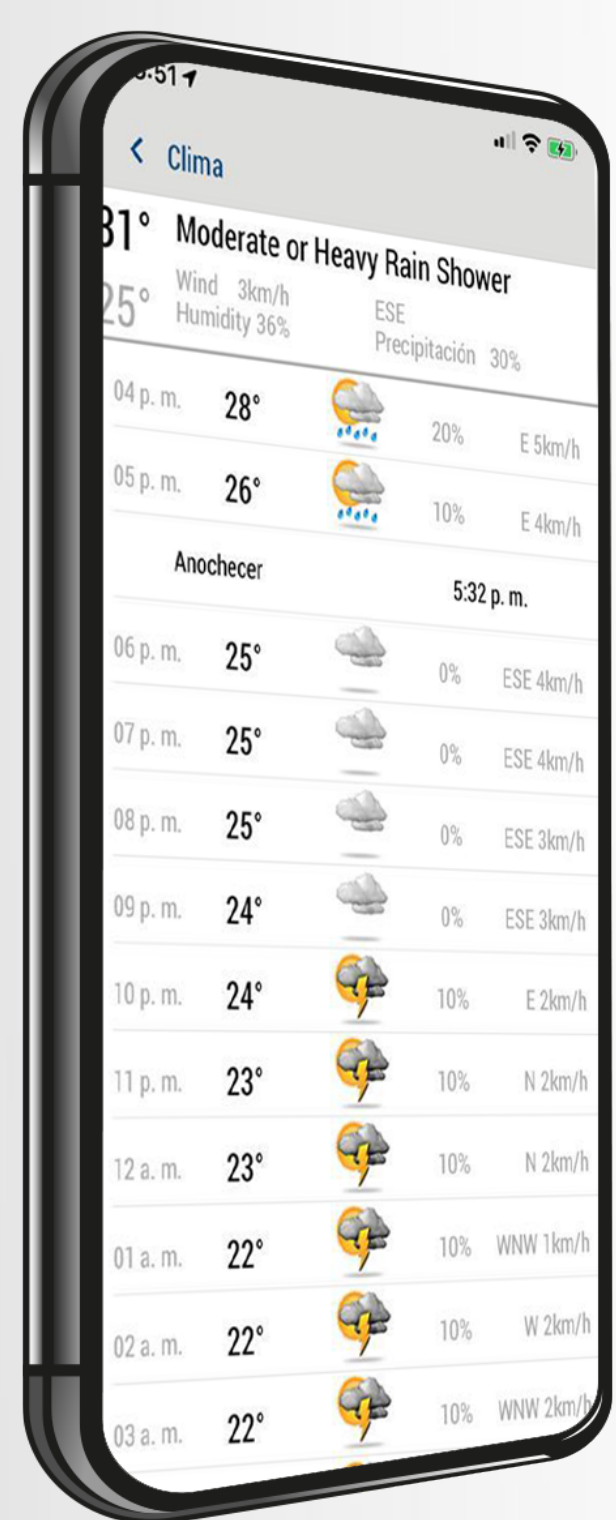 :51
Clima
31° Moderate or Heavy Rain Shower
25° Wind 3km/h ESE
Humidity 36% Precipitación 30%
04 p. m. 28° 20% E 5km/h
05 p. m. 26° 10% E 4km/h
Anochecer 5:32 p. m.
06 p. m. 25° 0% ESE 4km/h
07 p. m. 25° 0% ESE 4km/h
08 p. m. 25° 0% ESE 3km/h
09 p. m. 24° 0% ESE 3km/h
10 p. m. 24° 10% E 2km/h
11 p. m. 23° 10% N 2km/h
12 a. m. 23° 10% N 2km/h
01 a. m. 22° 10% WNW 1km/h
02 a. m. 22° 10% W 2km/h
03 a. m. 22° 10% WNW 2km/h